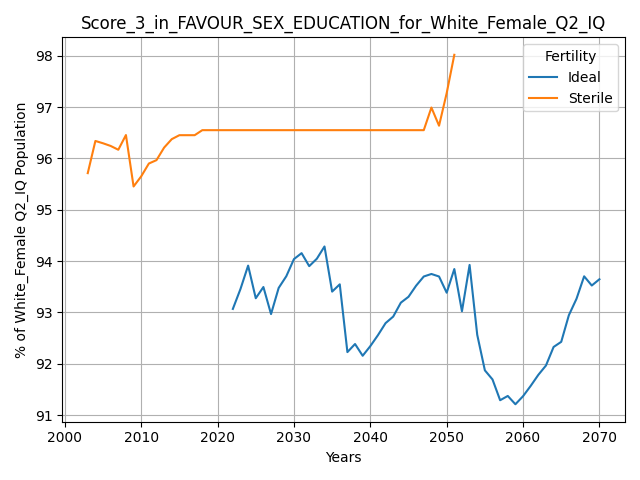 Score_3_in_FAVOUR_SEX_EDUCATION_for_White_Female_Q2_IQ
Fertility
Ideal
Sterile
% of White_Female Q2_IQ Population
98
97
96
95
94
93
92
91
2000
2010
2020
2030
2040
2050
2060
2070
Years